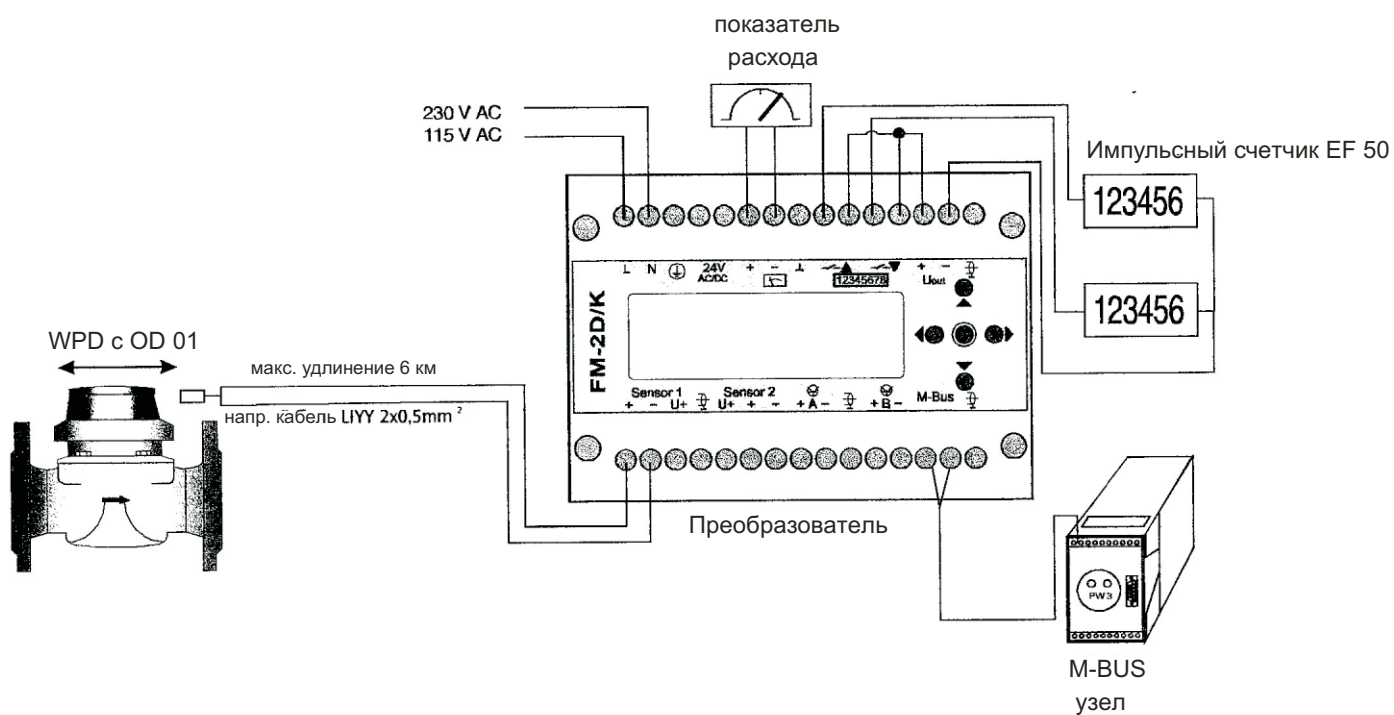 показатель
расхода
230 V AC
115 V AC
Импульсный счетчик EF 50
123456
123456
L N 24V AC/DC + - + - 
12345678
Uout
FM-2D/K
WPD с OD 01
макс. удлинение 6 км
напр. кабель LIYY 2x0,5mm ²
Sensor 1 Sensor 2 M-Bus
+ - U+ U+ + - + A - + B -
Преобразователь
PW3
M-BUS
узел